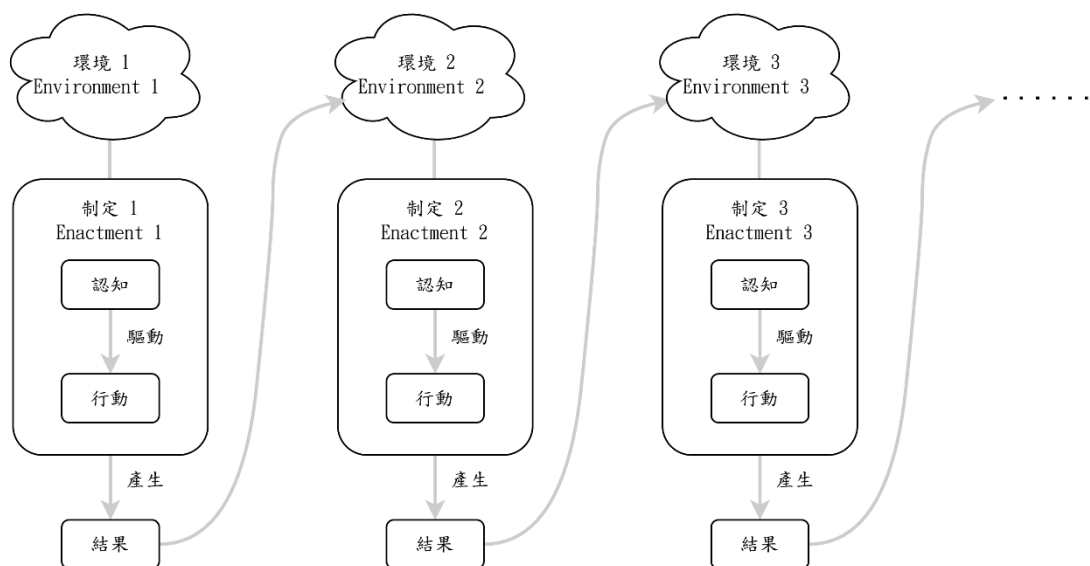 環境 1
Environment 1
制定 1
Enactment 1
認知
驅動
行動
產生
結果
環境 2
Environment 2
制定 2
Enactment 2
認知
驅動
行動
產生
結果
環境 3
Environment 3
制定 3
Enactment 3
認知
驅動
行動
產生
結果
......